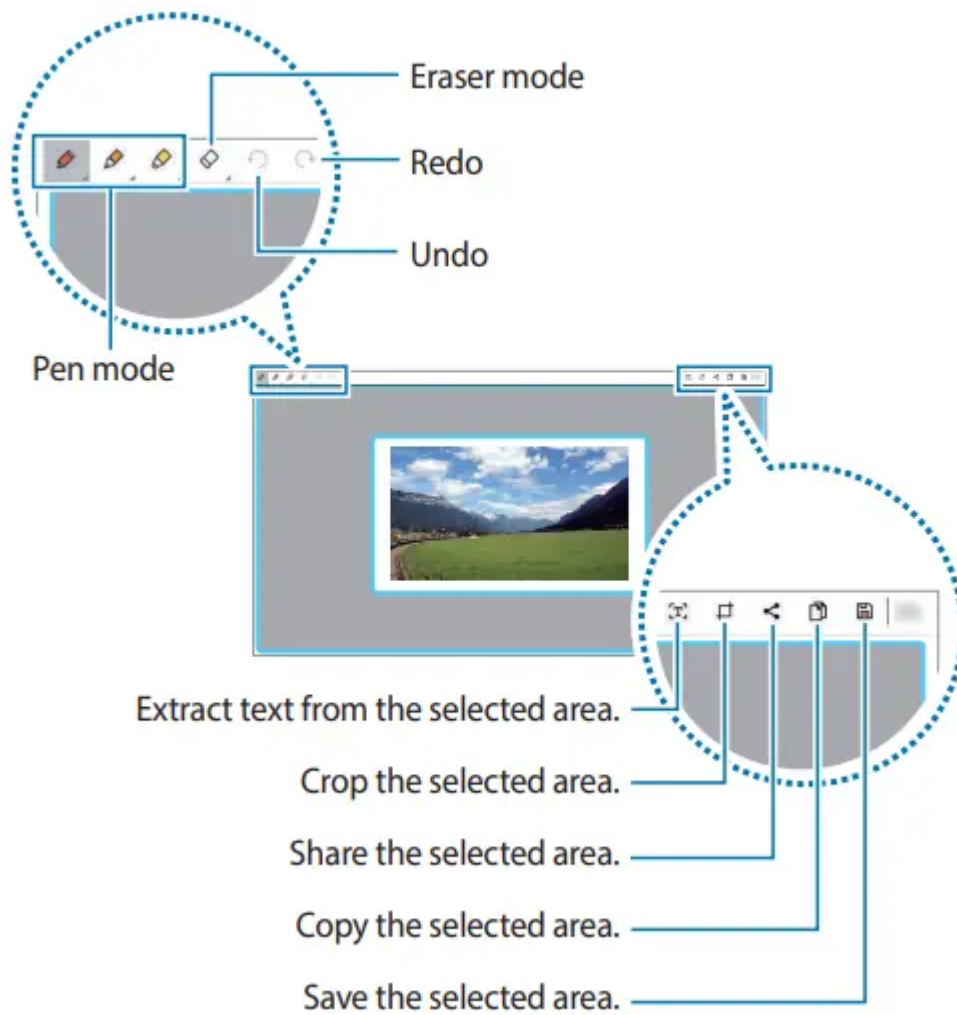 Eraser mode
Redo
Undo
Pen mode
Extract text from the selected area.
Crop the selected area.
Share the selected area.
Copy the selected area.
Save the selected area.